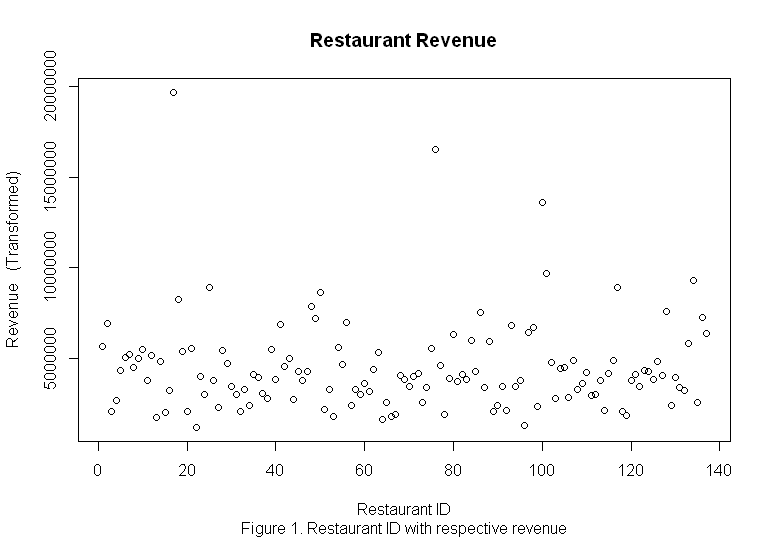 Restaurant Revenue
Revenue (Transformed)
20000000
15000000
10000000
5000000
0 20 40 60 80 100 120 140
Restaurant ID
Figure 1. Restaurant ID with respective revenue